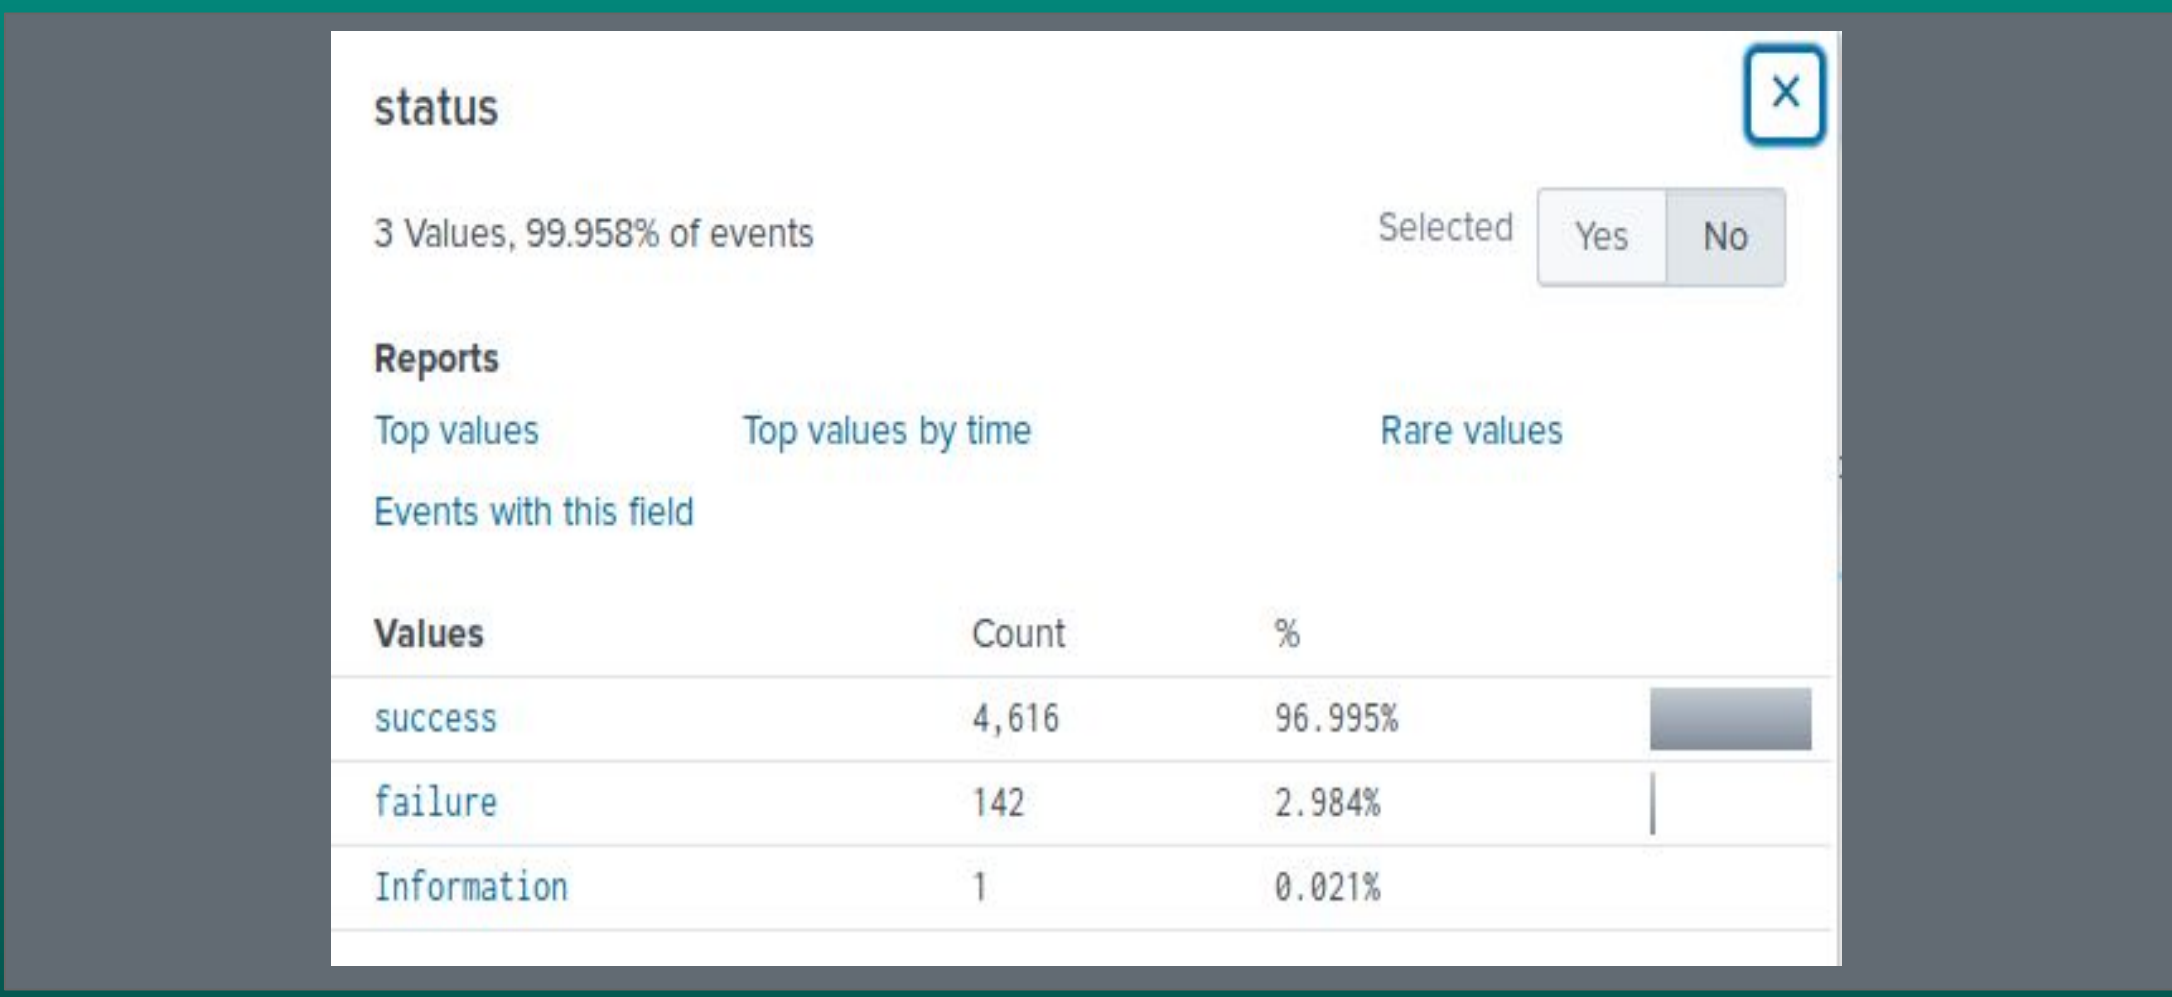 status
X
3 Values, 99.958% of events
Selected Yes No
Reports
Top values Top values by time Rare values
Events with this field
Values Count %
success 4,616 96.995%
failure 142 2.984%
Information 1 0.021%